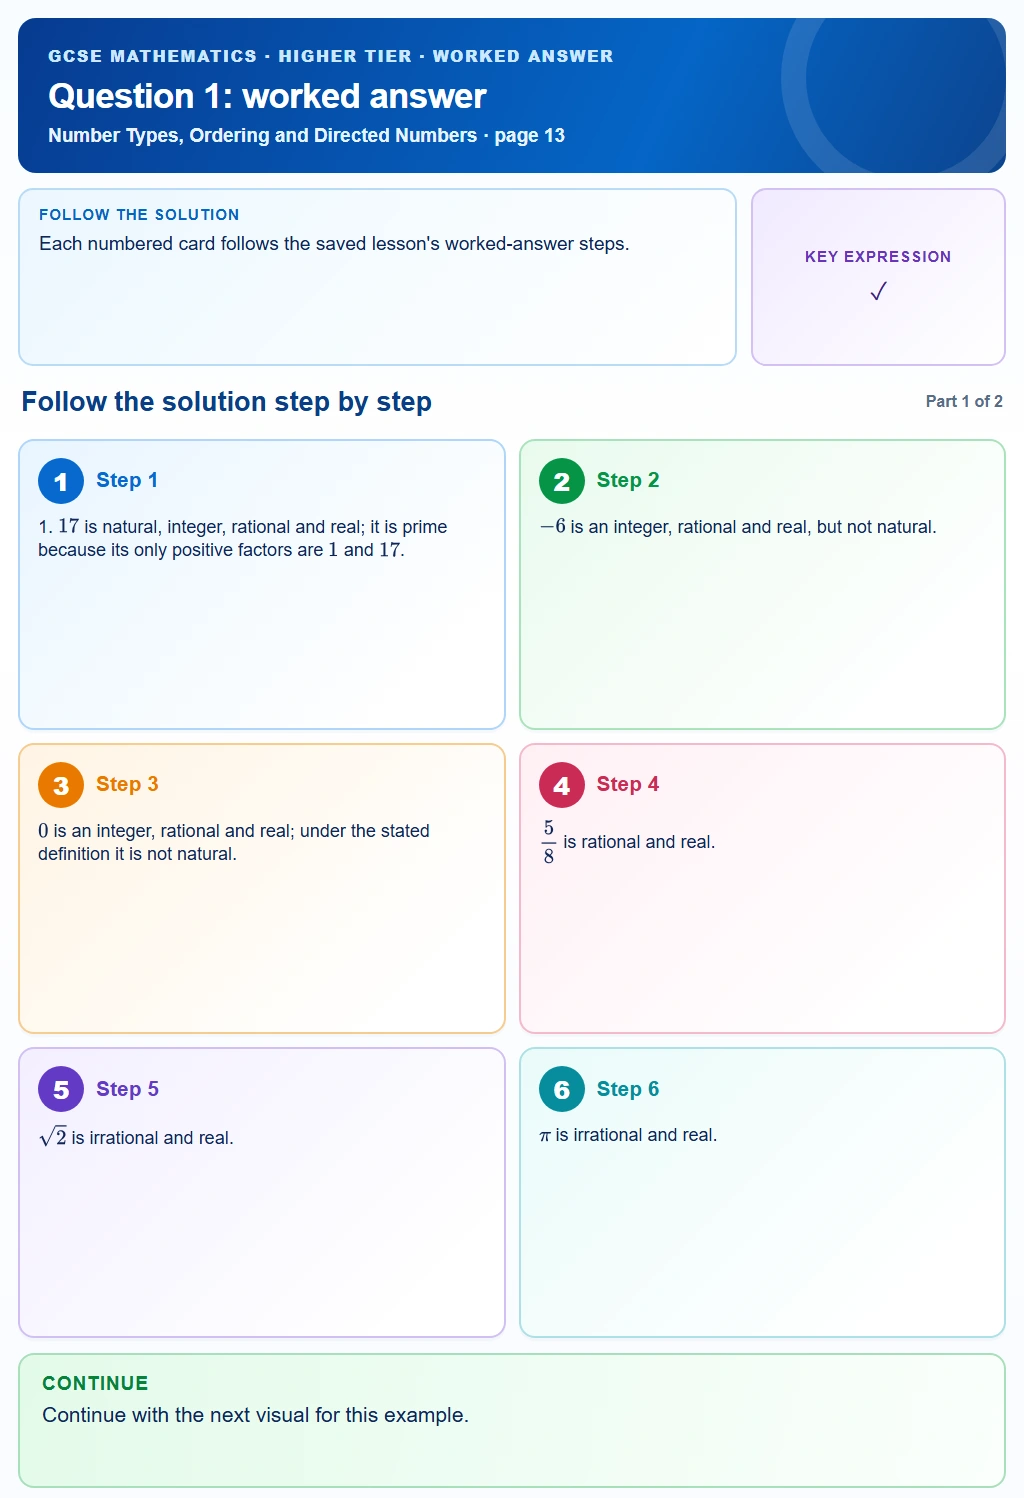 GCSE MATHEMATICS · HIGHER TIER · WORKED ANSWER
Question 1: worked answer
Number Types, Ordering and Directed Numbers · page 13
FOLLOW THE SOLUTION
Each numbered card follows the saved lesson's worked-answer steps.
KEY EXPRESSION
✓
Follow the solution step by step
Part 1 of 2
1 Step 1
1. 17 is natural, integer, rational and real; it is prime
because its only positive factors are 1 and 17.
2 Step 2
−6 is an integer, rational and real, but not natural.
3 Step 3
0 is an integer, rational and real; under the stated
definition it is not natural.
4 Step 4
5/8 is rational and real.
5 Step 5
√2 is irrational and real.
6 Step 6
π is irrational and real.
CONTINUE
Continue with the next visual for this example.